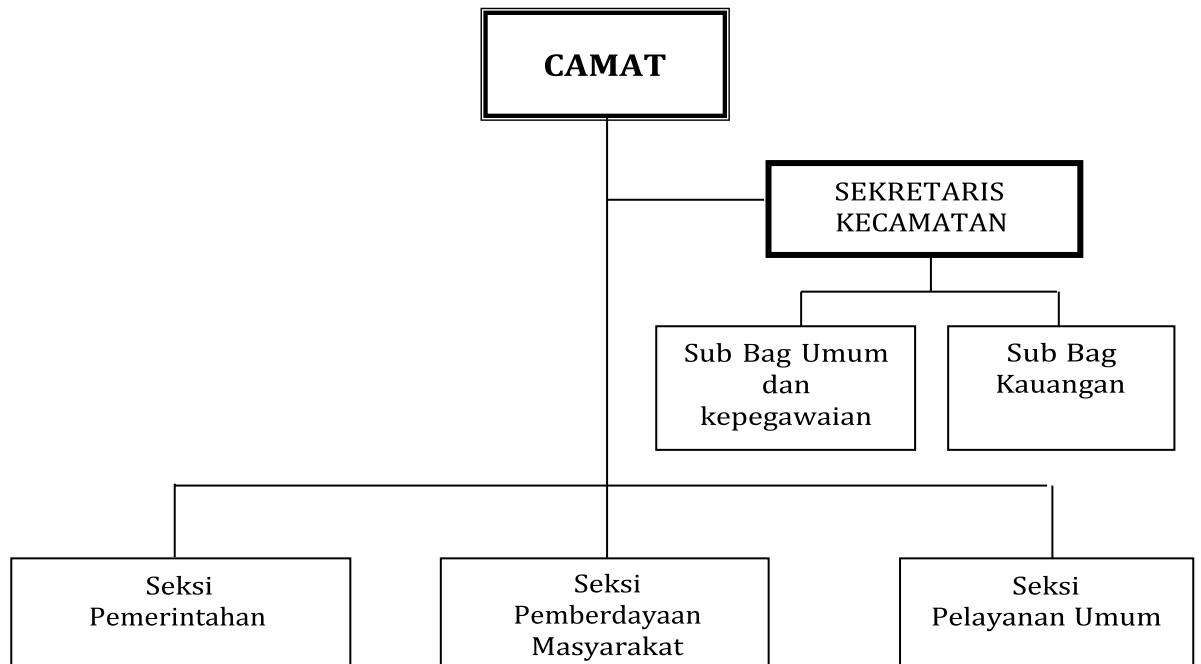 CAMAT
SEKRETARIS
KECAMATAN
Sub Bag Umum
dan
kepegawaian
Sub Bag
Kauangan
Seksi
Pemerintahan
Seksi
Pemberdayaan
Masyarakat
Seksi
Pelayanan Umum